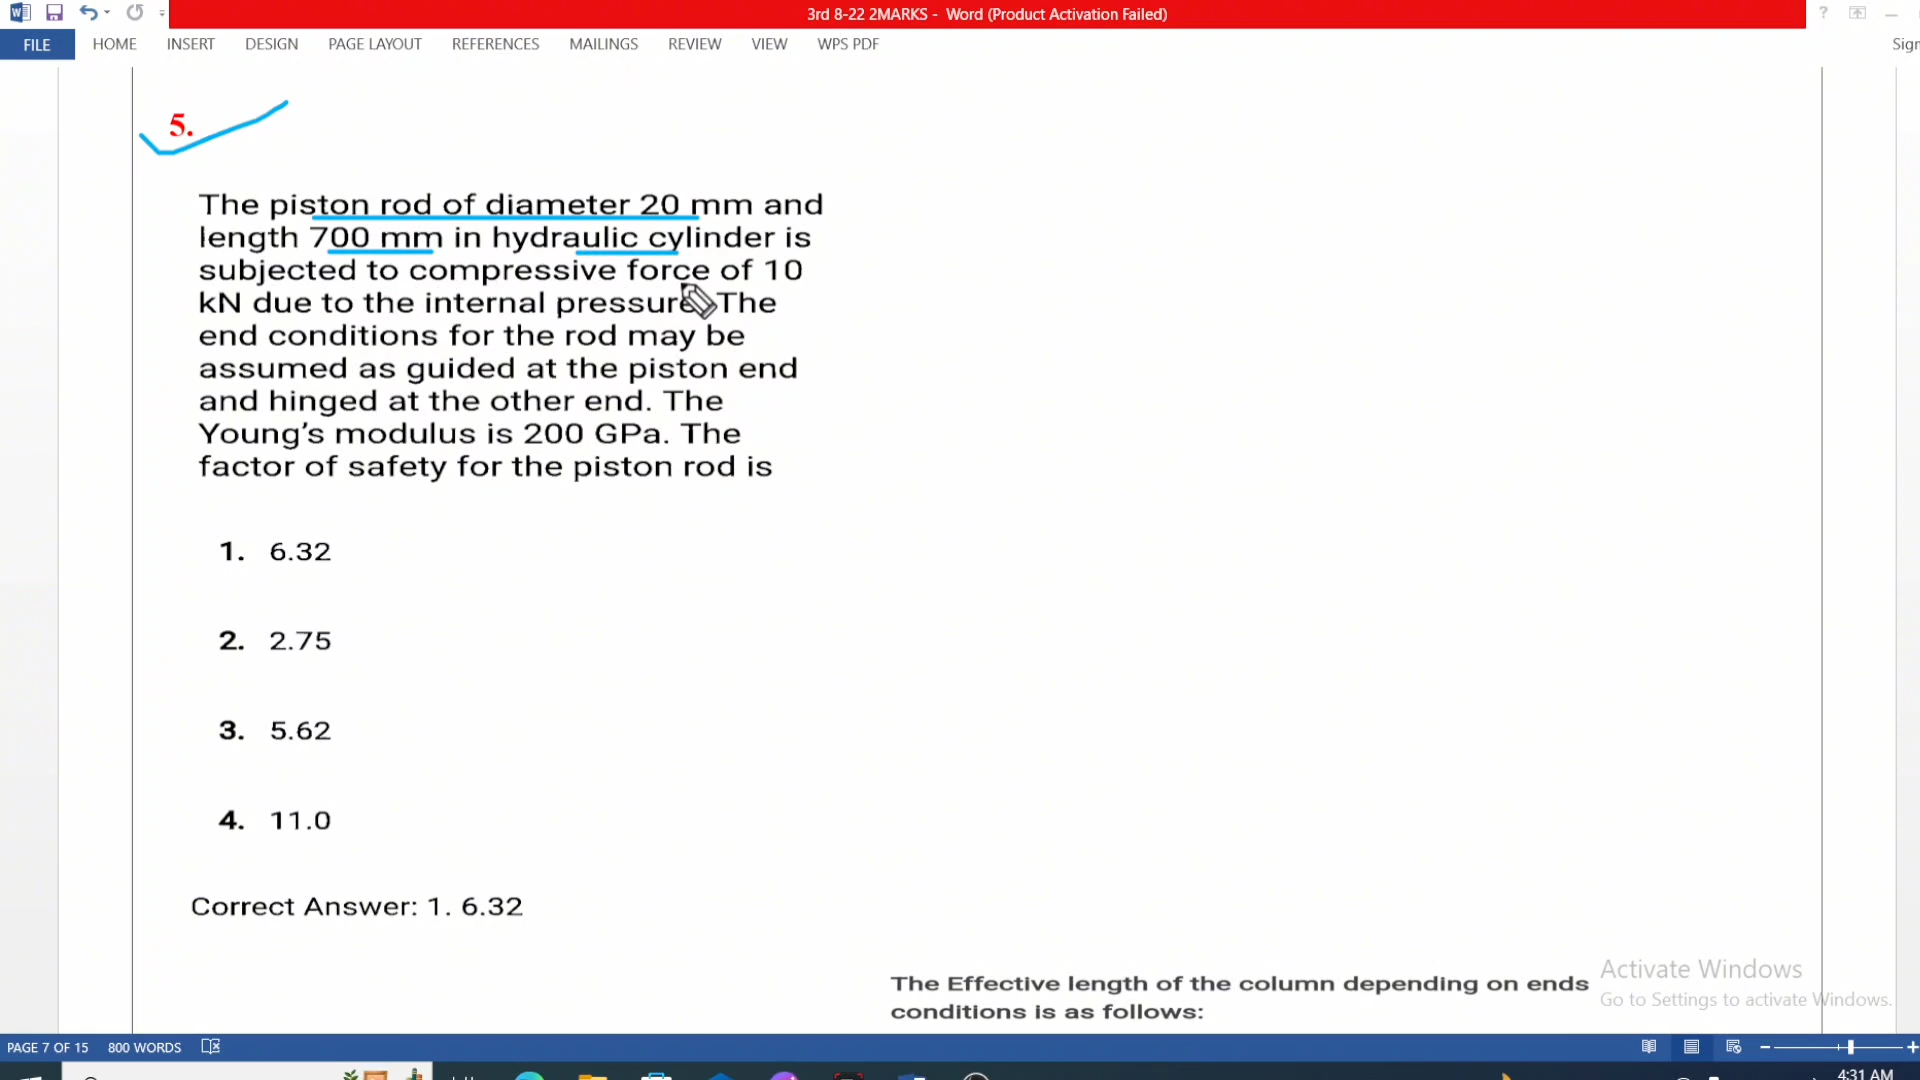 3rd 8-22 2MARKS - Word (Product Activation Failed)
FILE HOME INSERT DESIGN PAGE LAYOUT REFERENCES MAILINGS REVIEW VIEW WPS PDF Sign
5.
The piston rod of diameter 20 mm and
length 700 mm in hydraulic cylinder is
subjected to compressive force of 10
kN due to the internal pressure. The
end conditions for the rod may be
assumed as guided at the piston end
and hinged at the other end. The
Young's modulus is 200 GPa. The
factor of safety for the piston rod is
1. 6.32
2. 2.75
3. 5.62
4. 11.0
Correct Answer: 1. 6.32
The Effective length of the column depending on ends
conditions is as follows:
Activate Windows
Go to Settings to activate Windows.
PAGE 7 OF 15 800 WORDS
4:31 AM